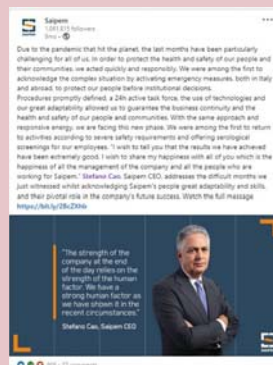 Saipem
1,091,815 followers
9mo •
Due to the pandemic that hit the planet, the last months have been particularly
challenging for all of us. In order to protect the health and safety of our people and
their communities, we acted quickly and responsibly. We were among the first to
acknowledge the complex situation by activating emergency measures, both in Italy
and abroad, to protect our people before institutional decisions.
Procedures promptly defined, a 24h active task force, the use of technologies and
our great adaptability allowed us to guarantee the business continuity and the
health and safety of our people and communities. With the same approach and
responsive energy, we are facing this new phase. We were among the first to return
to activities according to severe safety requirements and offering serological
screenings for our employees. "I wish to tell you that the results we have achieved
have been extremely good. I wish to share my happiness with all of you which is the
happiness of all the management of the company and all the people who are
working for Saipem." Stefano Cao, Saipem CEO, addresses the difficult months we
just witnessed whilst acknowledging Saipem's people great adaptability and skills,
and their pivotal role in the company's future success. Watch the full message
"The strength of the
company at the end
of the day relies on the
strength of the human
factor. We have a
strong human factor as
we have shown it in the
recent circumstances."
Stefano Cao, Saipem CEO